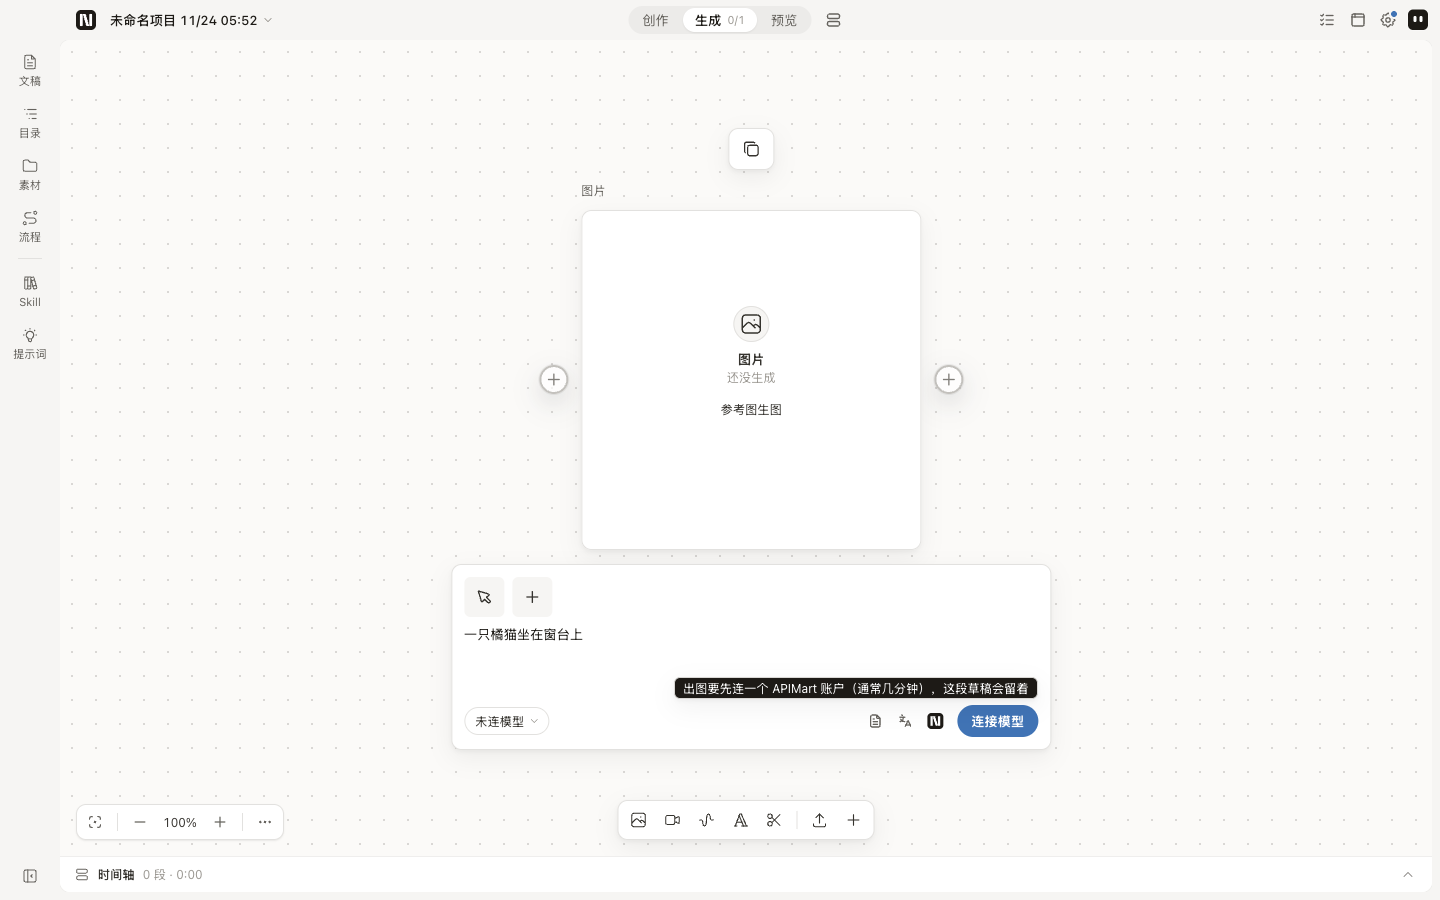 未命名项目 11/24 05:52
创作
生成 0/1
预览
文稿
目录
素材
流程
Skill
提示词
图片
图片
还没生成
参考图生图
一只橘猫坐在窗台上
出图要先连一个 APIMart 账户（通常几分钟），这段草稿会留着
未连模型
连接模型
100%
时间轴 0 段 · 0:00